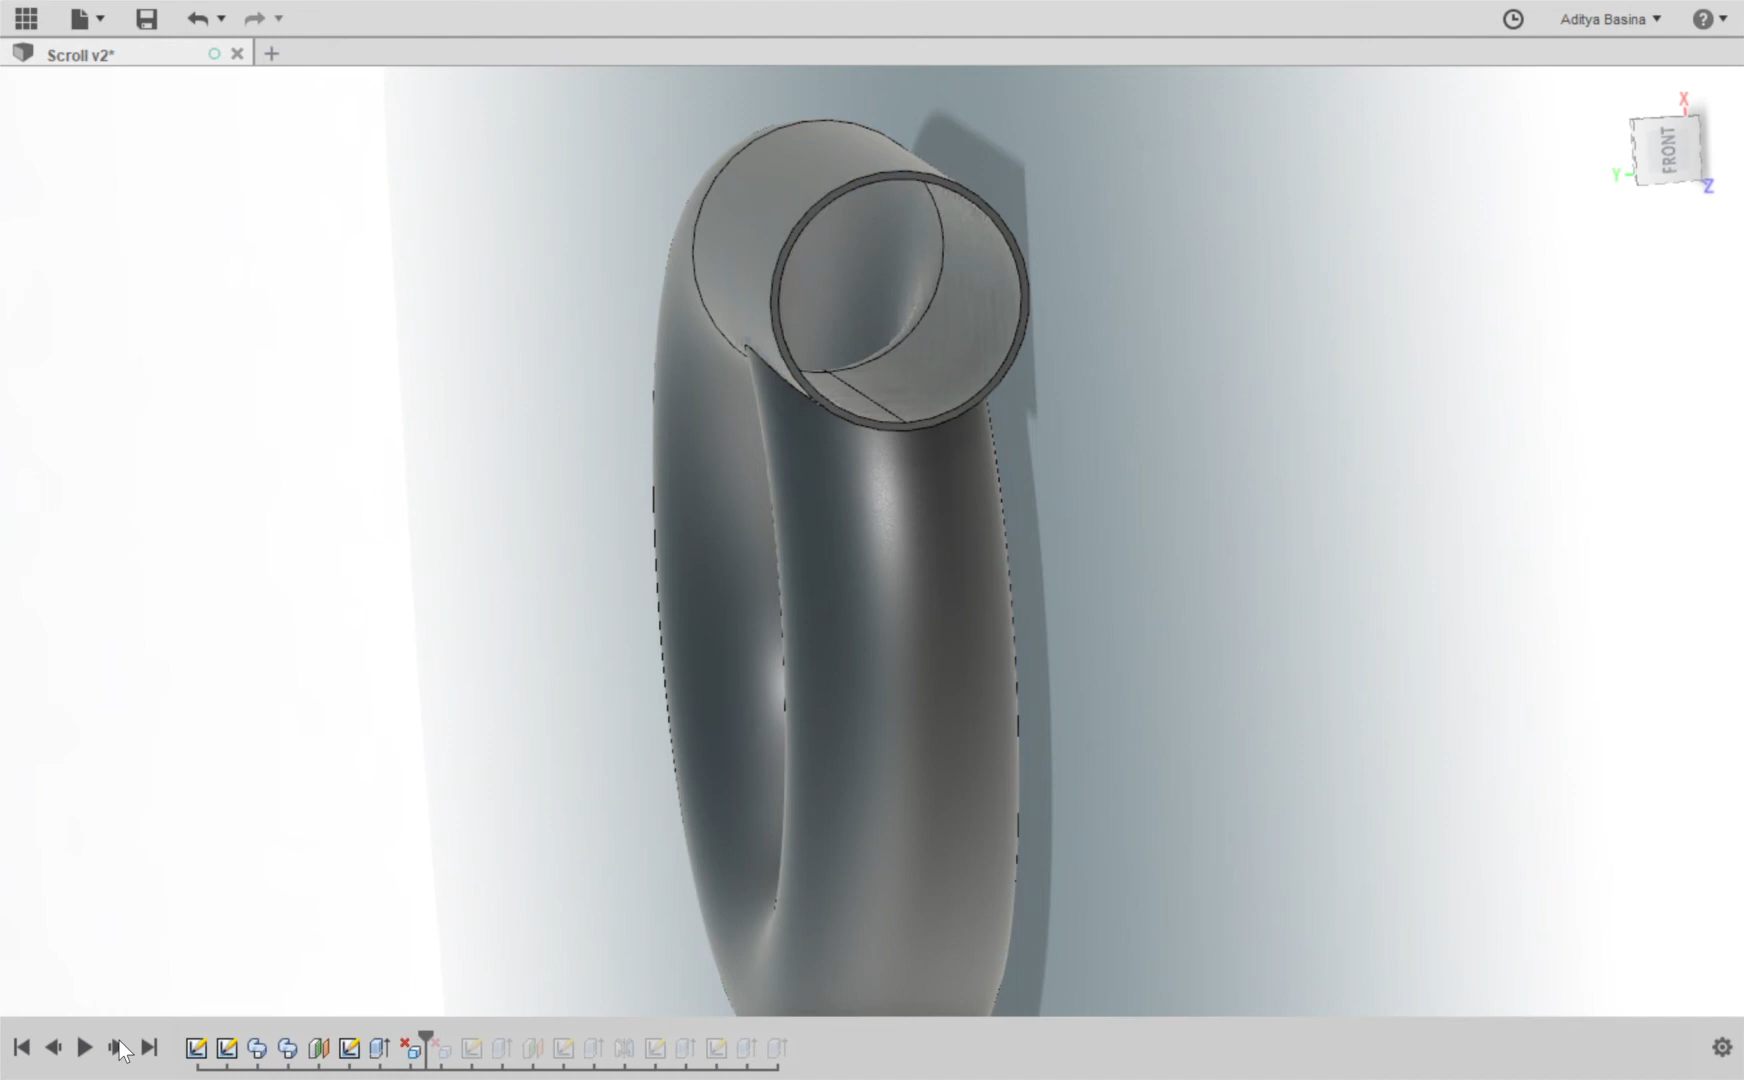 Aditya Basina
Scroll v2*
X
FRONT
Y
Z